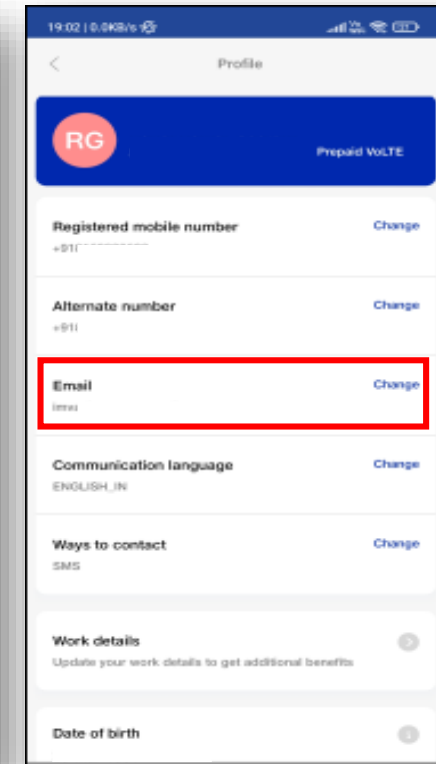 19:02 | 0.0KB/s
Profile
RG
Prepaid VoLTE
Registered mobile number
Change
+91
Alternate number
Change
+91
Email
Change
Communication language
Change
ENGLISH_IN
Ways to contact
Change
SMS
Work details
Update your work details to get additional benefits
Date of birth